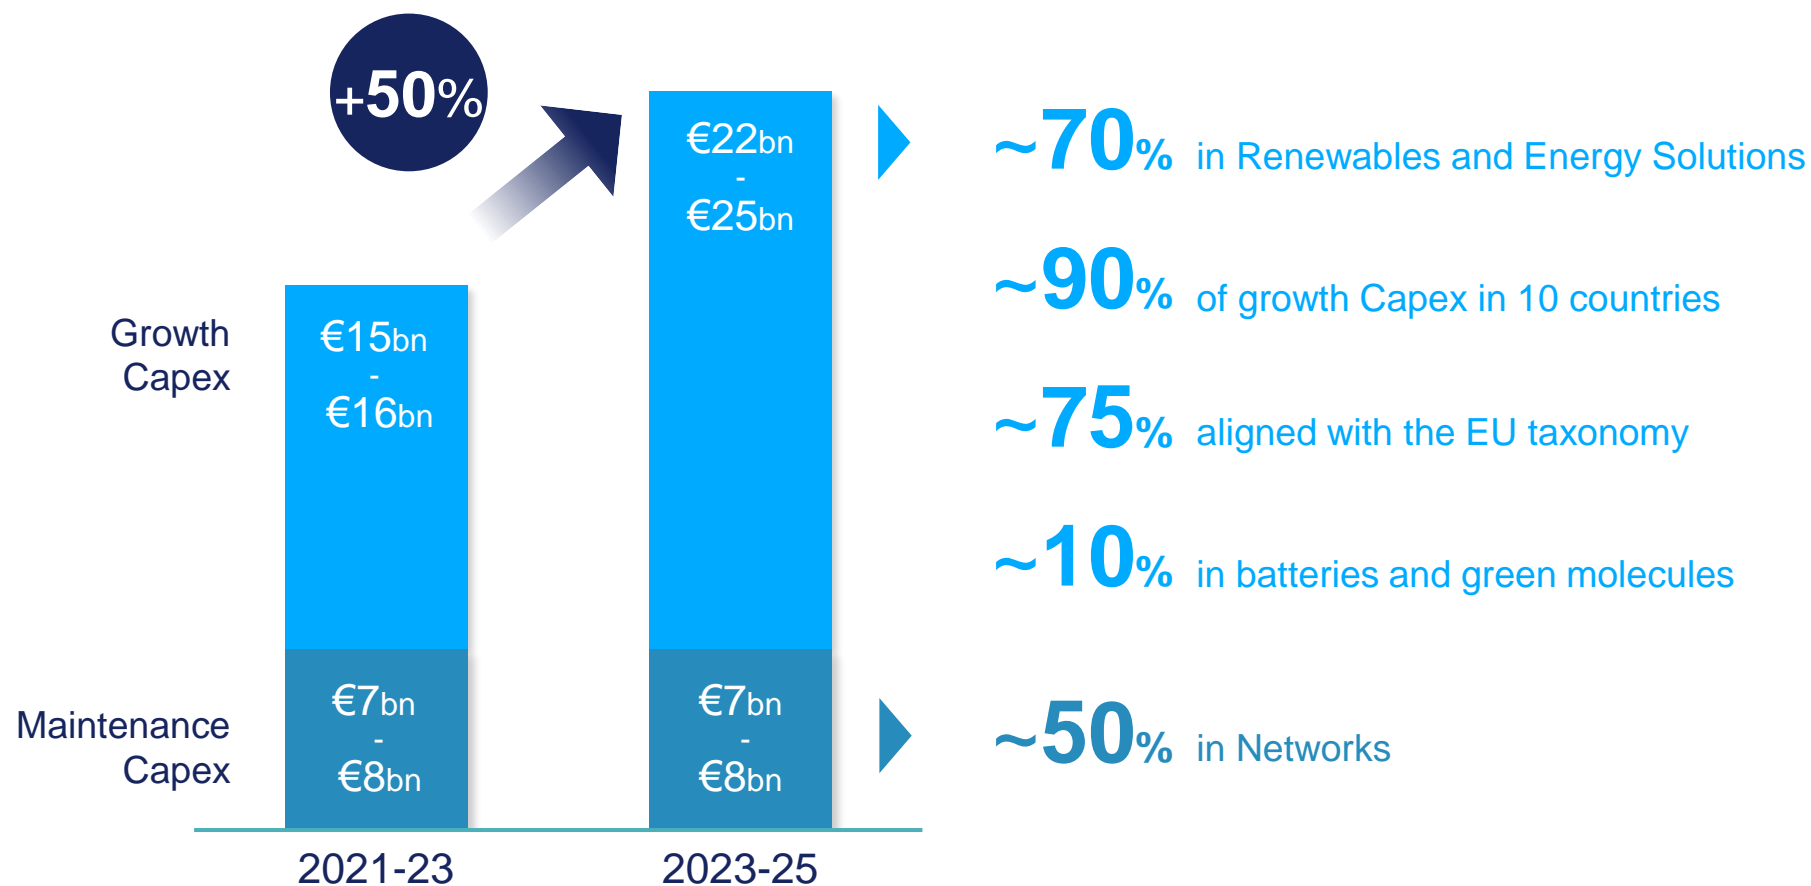 +50%
€22bn
-
€25bn
~70% in Renewables and Energy Solutions
~90% of growth Capex in 10 countries
Growth
Capex
€15bn
-
€16bn
~75% aligned with the EU taxonomy
~10% in batteries and green molecules
Maintenance
Capex
€7bn
-
€8bn
€7bn
-
€8bn
~50% in Networks
2021-23
2023-25